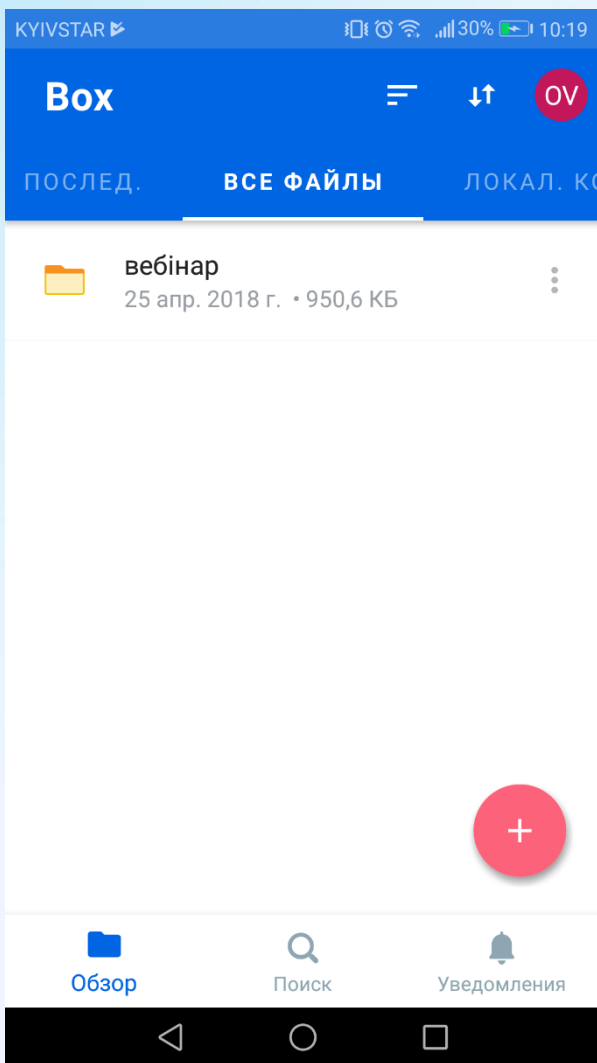 KYIVSTAR 30% 10:19
Box OV
ПОСЛЕД. ВСЕ ФАЙЛЫ ЛОКАЛ. КО
вебінар
25 апр. 2018 г. • 950,6 КБ
Обзор Поиск Уведомления